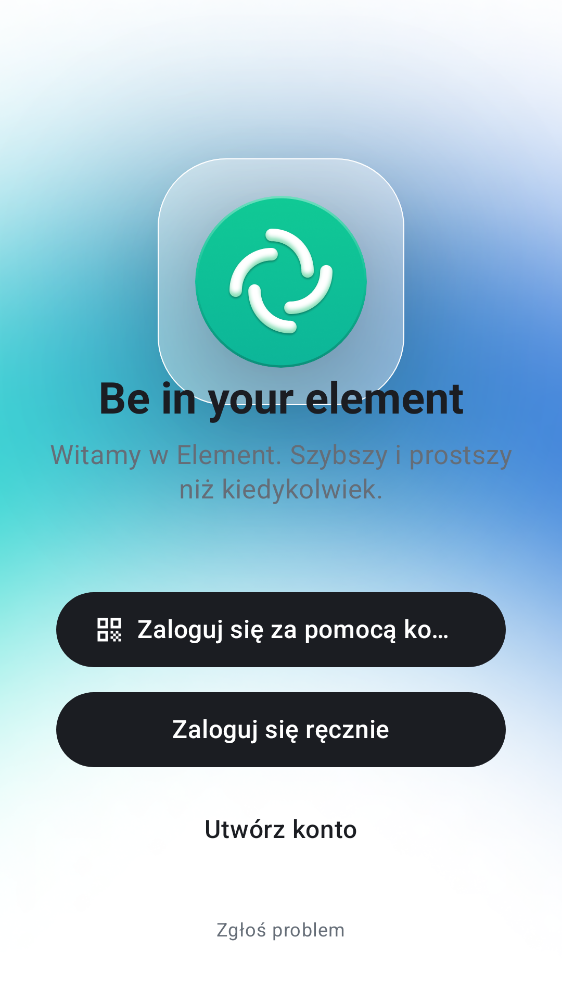 Be in your element
Witamy w Element. Szybszy i prostszy
niż kiedykolwiek.
Zaloguj się za pomocą ko…
Zaloguj się ręcznie
Utwórz konto
Zgłoś problem